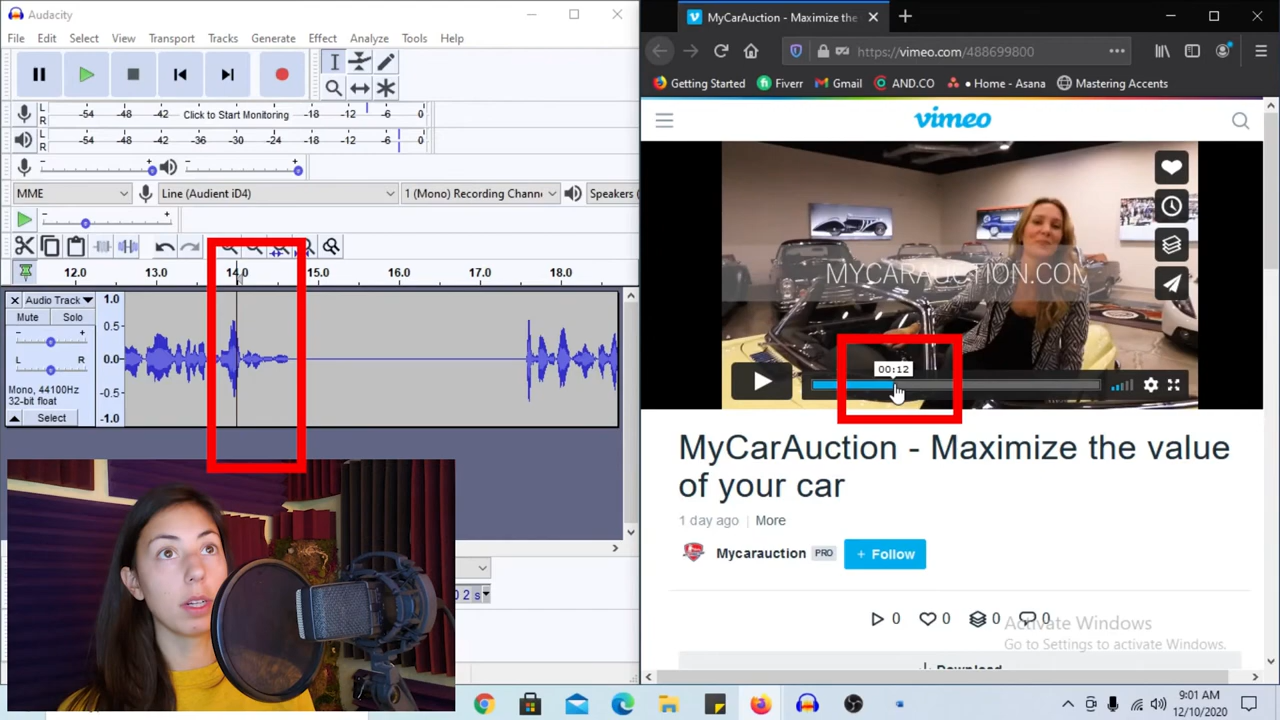 Audacity
File Edit Select View Transport Tracks Generate Effect Analyze Tools Help
L
R
-54 -48 -42 Click to Start Monitoring -18 -12 -6 0
L
R
-54 -48 -42 -36 -30 -24 -18 -12 -6 0
- +
- +
MME Line (Audient iD4) 1 (Mono) Recording Chann Speakers
- +
12.0 13.0 14.0 15.0 16.0 17.0 18.0
Audio Track
Mute Solo
- +
L R
Mono, 44100Hz
32-bit float
Select
1.0
0.5
0.0
-0.5
-1.0
0 2 s
MyCarAuction - Maximize the
https://vimeo.com/488699800
Getting Started Fiverr Gmail AND.CO • Home - Asana Mastering Accents
vimeo
MYCARAUCTION.COM
00:12
MyCarAuction - Maximize the value
of your car
1 day ago More
Mycarauction PRO + Follow
0 0 0 0
Activate Windows
Go to Settings to activate Windows.
Download
9:01 AM
12/10/2020